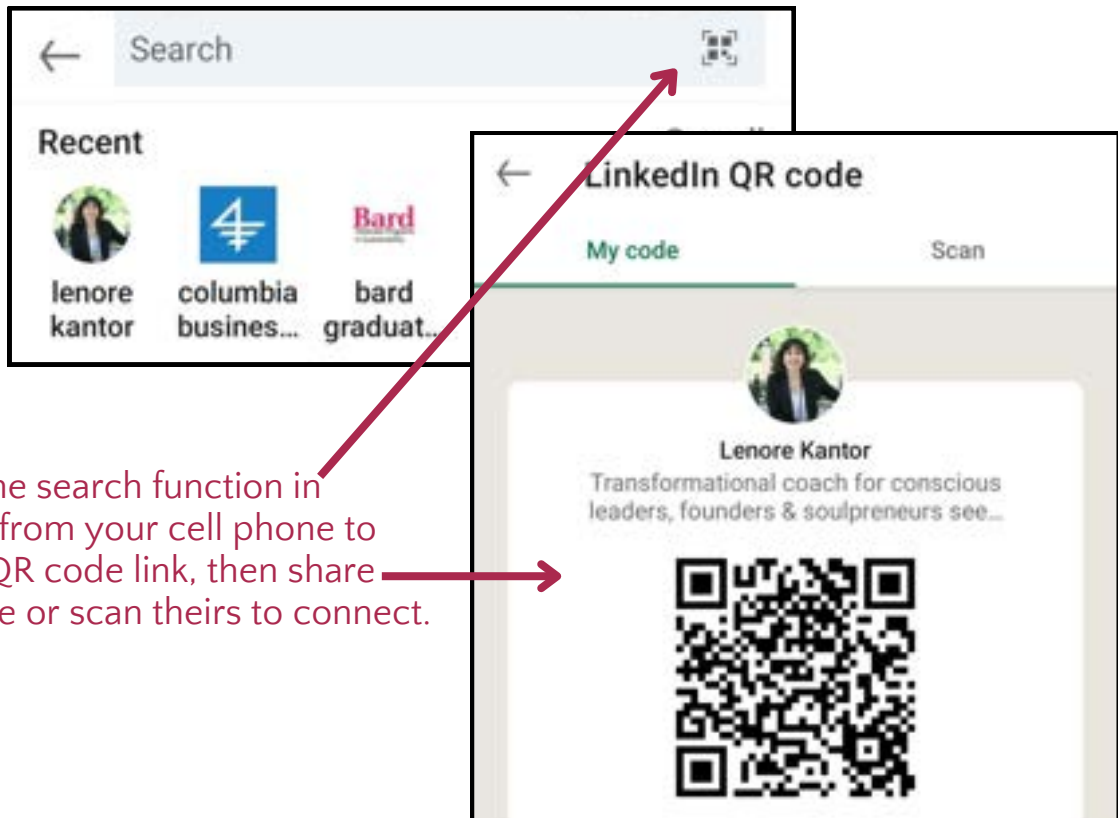 Search
Recent
lenore
kantor
columbia
busines...
Bard
bard
graduat...
LinkedIn QR code
My code
Scan
Lenore Kantor
Transformational coach for conscious
leaders, founders & soulpreneurs see...
search function in
from your cell phone to
QR code link, then share
or scan theirs to connect.